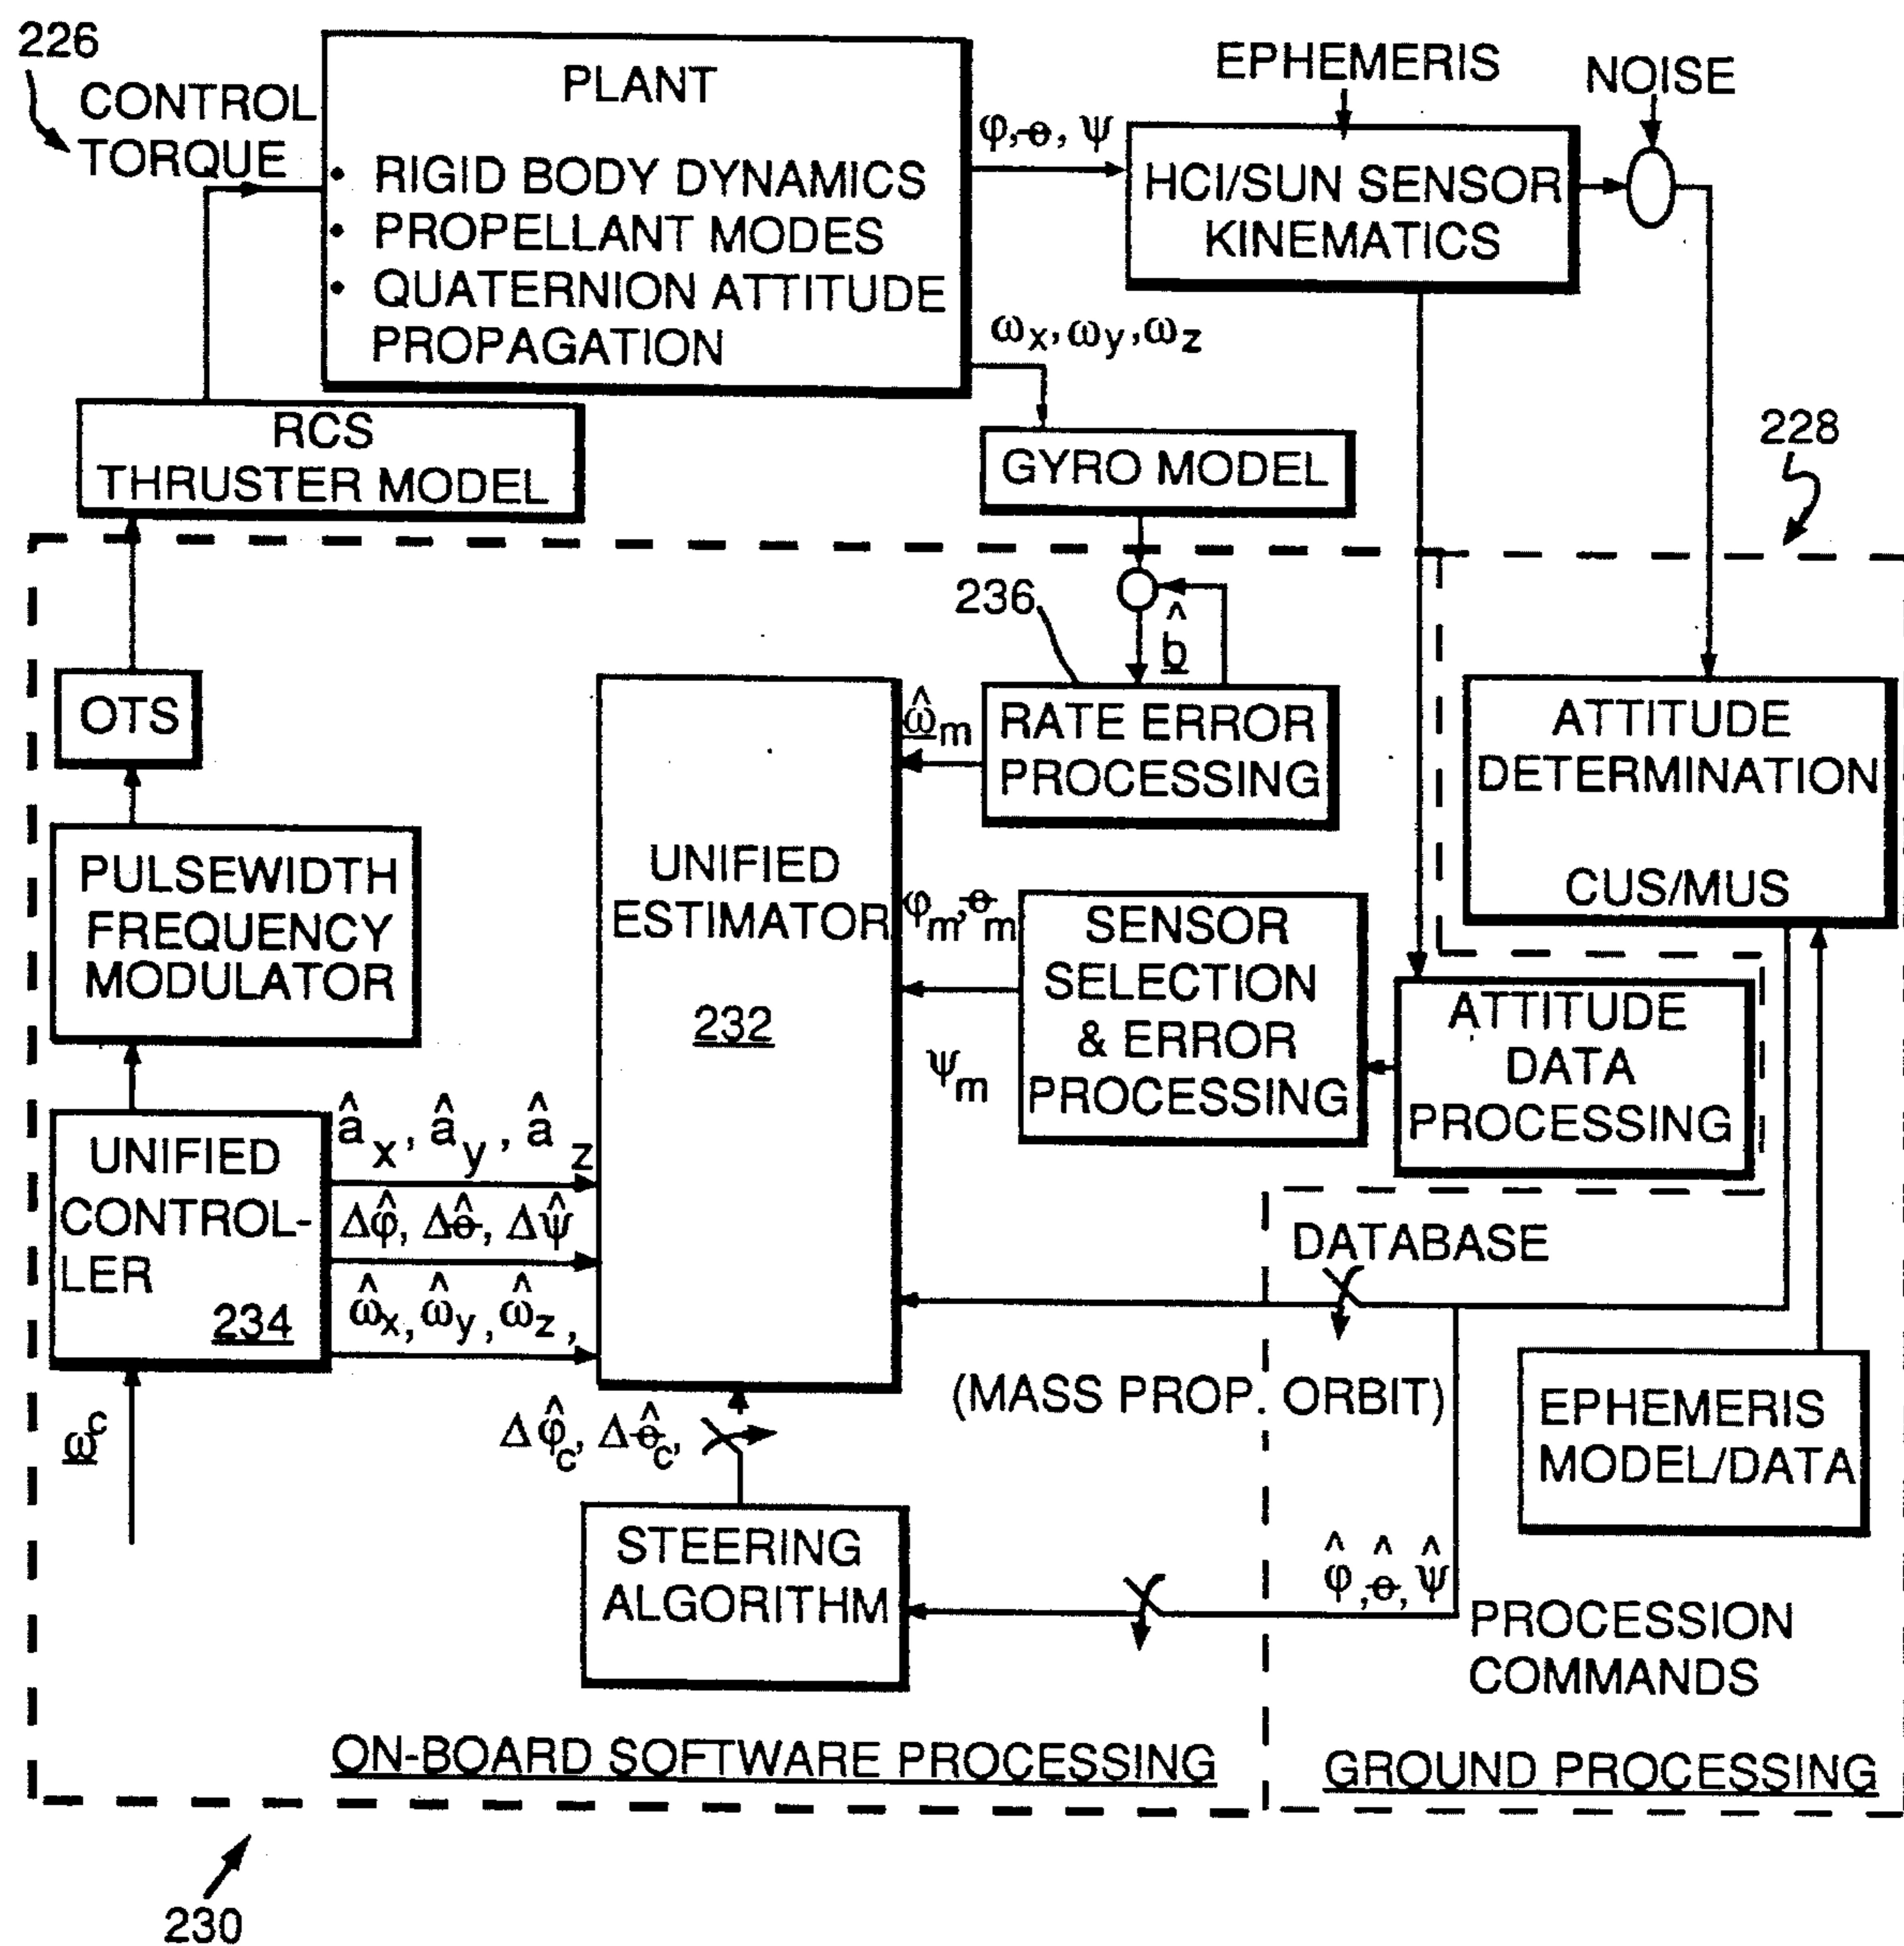 226
CONTROL
TORQUE
PLANT
• RIGID BODY DYNAMICS
• PROPELLANT MODES
• QUATERNION ATTITUDE
PROPAGATION
φ, θ, ψ
ωx, ωy, ωz
EPHEMERIS
NOISE
HCI/SUN SENSOR
KINEMATICS
RCS
THRUSTER MODEL
GYRO MODEL
228
236
b̂
OTS
ω̂m
RATE ERROR
PROCESSING
ATTITUDE
DETERMINATION
CUS/MUS
PULSEWIDTH
FREQUENCY
MODULATOR
UNIFIED
ESTIMATOR
232
φm, θm
ψm
SENSOR
SELECTION
& ERROR
PROCESSING
ATTITUDE
DATA
PROCESSING
UNIFIED
CONTROL-
LER
234
âx, ây, âz
Δφ̂, Δθ̂, Δψ̂
ω̂x, ω̂y, ω̂z,
DATABASE
(MASS PROP. ORBIT)
ωc
Δφ̂c, Δθ̂c,
EPHEMERIS
MODEL/DATA
STEERING
ALGORITHM
φ̂, θ̂, ψ̂
PROCESSION
COMMANDS
ON-BOARD SOFTWARE PROCESSING
GROUND PROCESSING
230